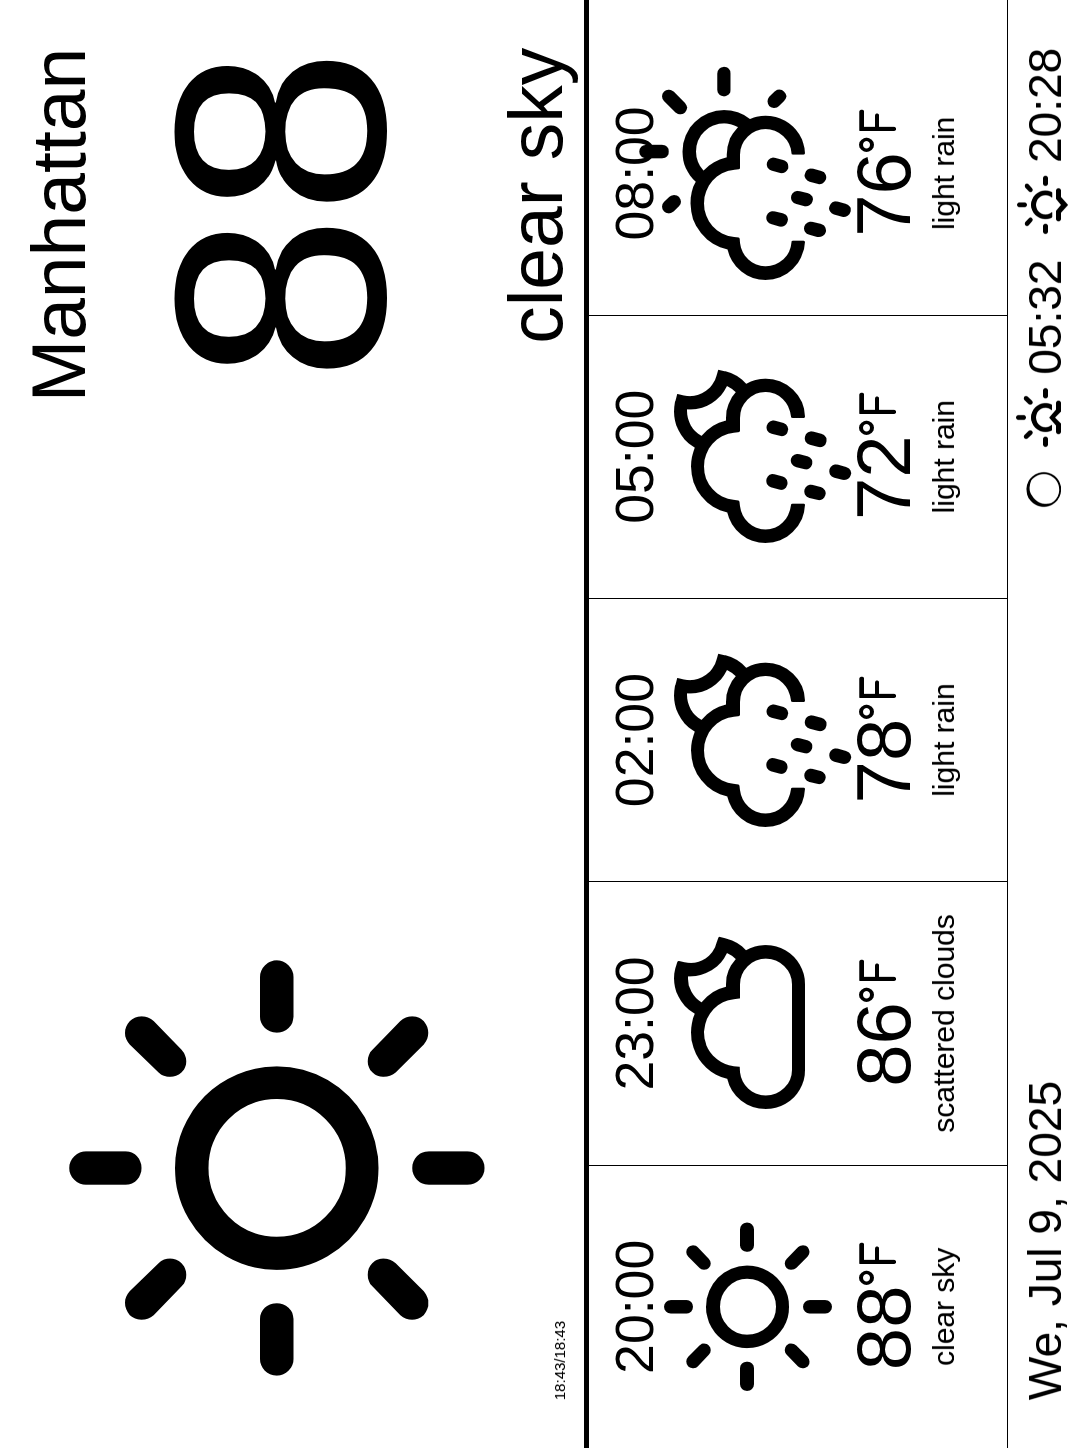 Manhattan
88
clear sky
18:43/18:43
20:00
23:00
02:00
05:00
08:00
88°F
86°F
78°F
72°F
76°F
clear sky
scattered clouds
light rain
light rain
light rain
We, Jul 9, 2025
05:32
20:28